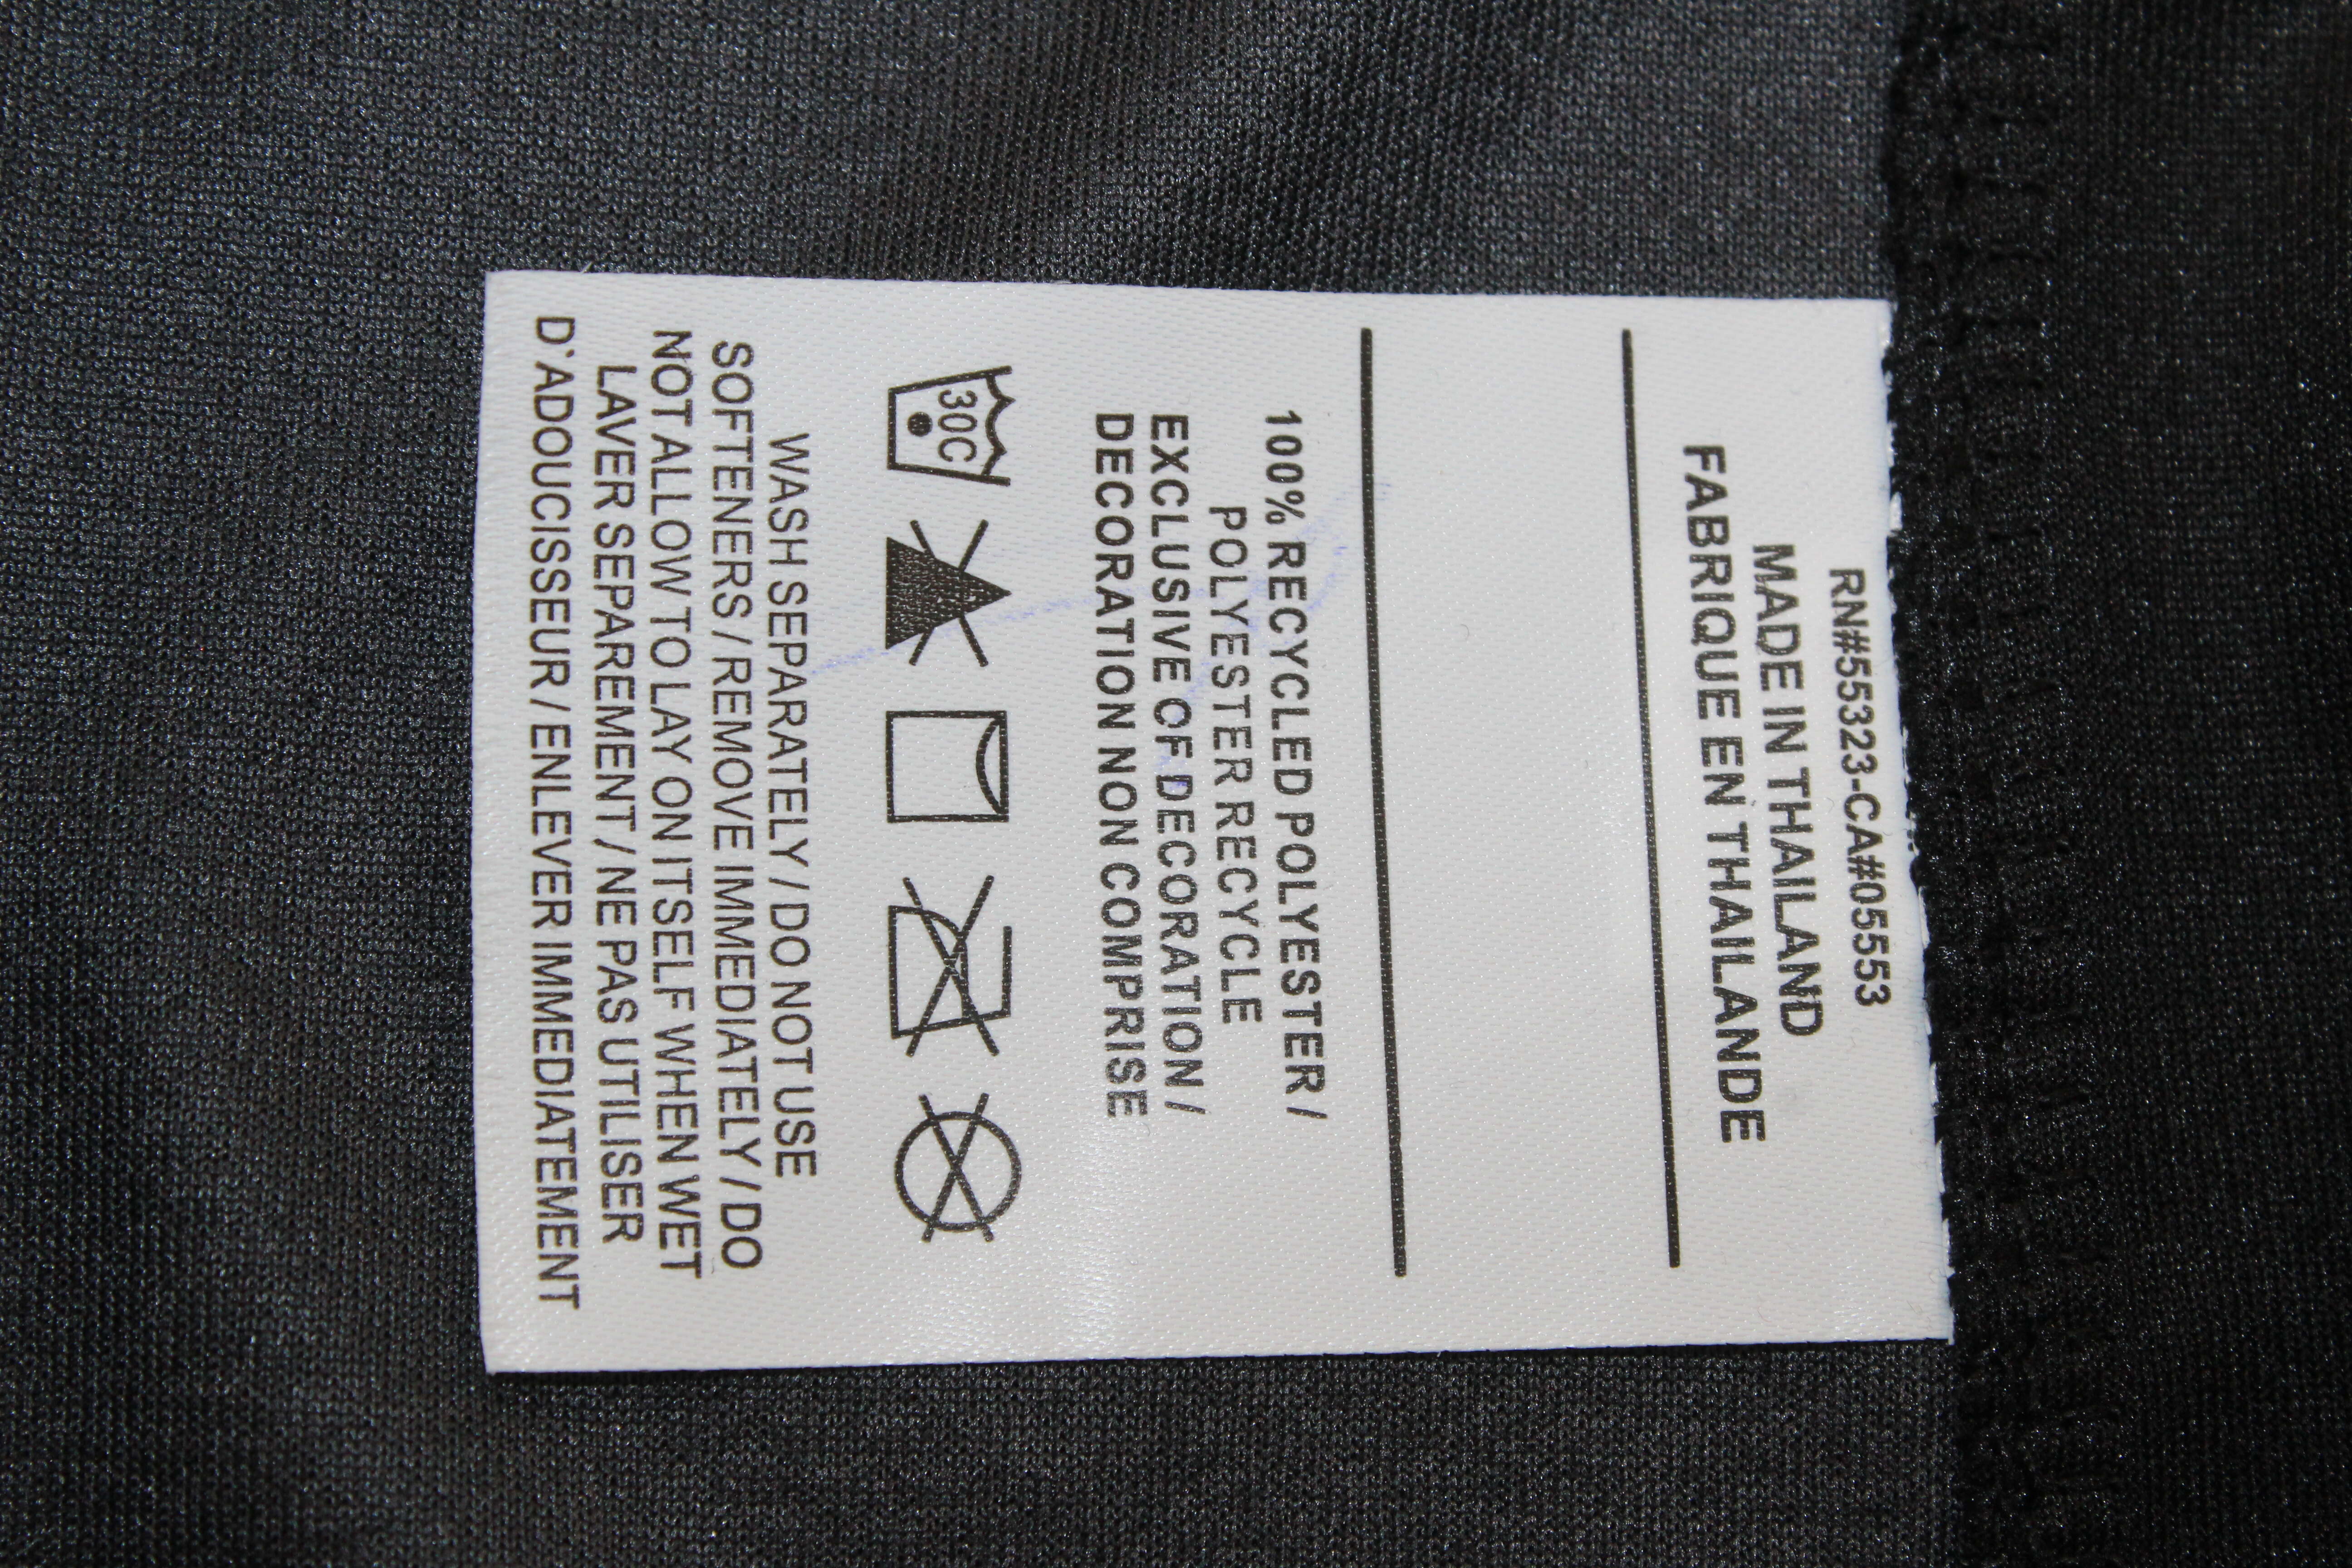 RN#55323-CA#05553
MADE IN THAILAND
FABRIQUE EN THAILANDE
100% RECYCLED POLYESTER /
POLYESTER RECYCLE
EXCLUSIVE OF DECORATION /
DECORATION NON COMPRISE
30C
WASH SEPARATELY / DO NOT USE
SOFTENERS / REMOVE IMMEDIATELY / DO
NOT ALLOW TO LAY ON ITSELF WHEN WET
LAVER SEPAREMENT / NE PAS UTILISER
D`ADOUCISSEUR / ENLEVER IMMEDIATEMENT